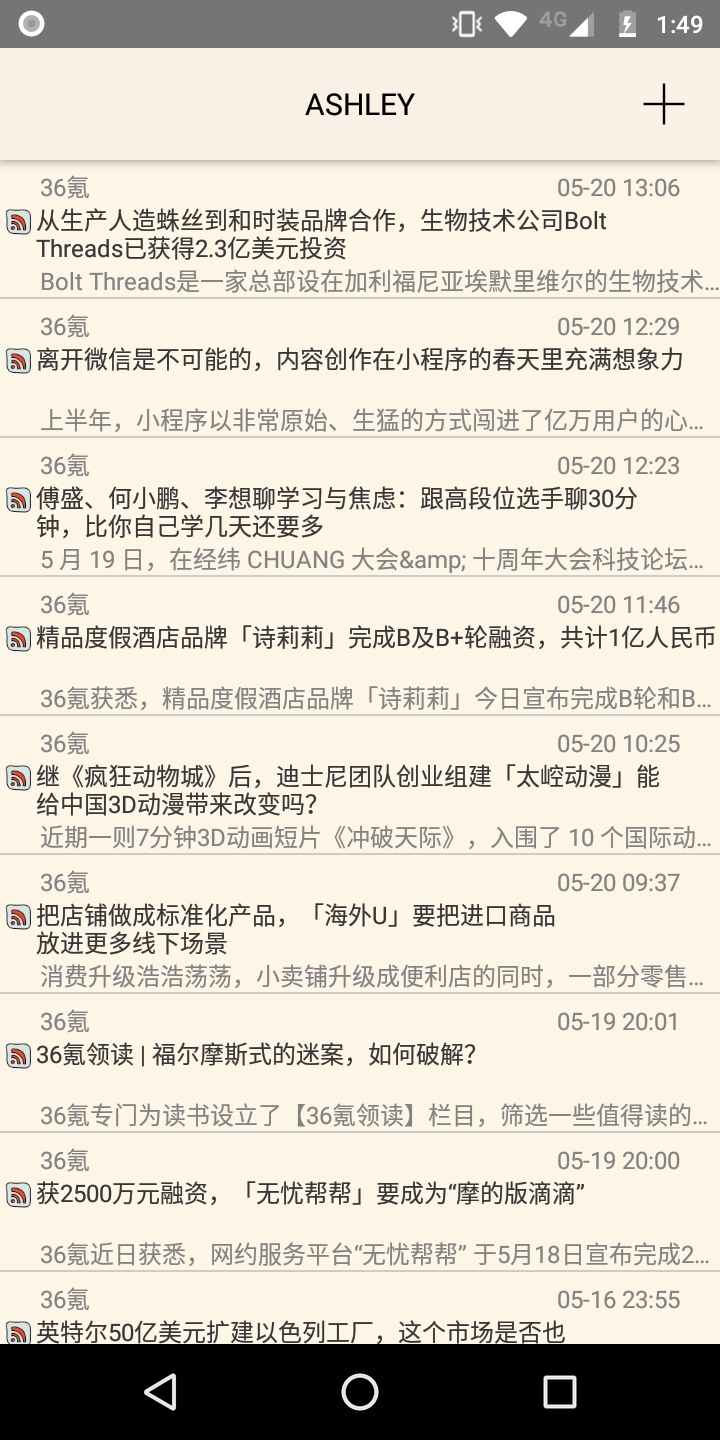 4G 1:49
ASHLEY
36氪 05-20 13:06
从生产人造蛛丝到和时装品牌合作，生物技术公司Bolt
Threads已获得2.3亿美元投资
Bolt Threads是一家总部设在加利福尼亚埃默里维尔的生物技术…
36氪 05-20 12:29
离开微信是不可能的，内容创作在小程序的春天里充满想象力
上半年，小程序以非常原始、生猛的方式闯进了亿万用户的心…
36氪 05-20 12:23
傅盛、何小鹏、李想聊学习与焦虑：跟高段位选手聊30分
钟，比你自己学几天还要多
5 月 19 日，在经纬 CHUANG 大会&amp; 十周年大会科技论坛…
36氪 05-20 11:46
精品度假酒店品牌「诗莉莉」完成B及B+轮融资，共计1亿人民币
36氪获悉，精品度假酒店品牌「诗莉莉」今日宣布完成B轮和B…
36氪 05-20 10:25
继《疯狂动物城》后，迪士尼团队创业组建「太崆动漫」能
给中国3D动漫带来改变吗？
近期一则7分钟3D动画短片《冲破天际》，入围了 10 个国际动…
36氪 05-20 09:37
把店铺做成标准化产品，「海外U」要把进口商品
放进更多线下场景
消费升级浩浩荡荡，小卖铺升级成便利店的同时，一部分零售…
36氪 05-19 20:01
36氪领读 | 福尔摩斯式的迷案，如何破解？
36氪专门为读书设立了【36氪领读】栏目，筛选一些值得读的…
36氪 05-19 20:00
获2500万元融资，「无忧帮帮」要成为“摩的版滴滴”
36氪近日获悉，网约服务平台“无忧帮帮” 于5月18日宣布完成2…
36氪 05-16 23:55
英特尔50亿美元扩建以色列工厂，这个市场是否也